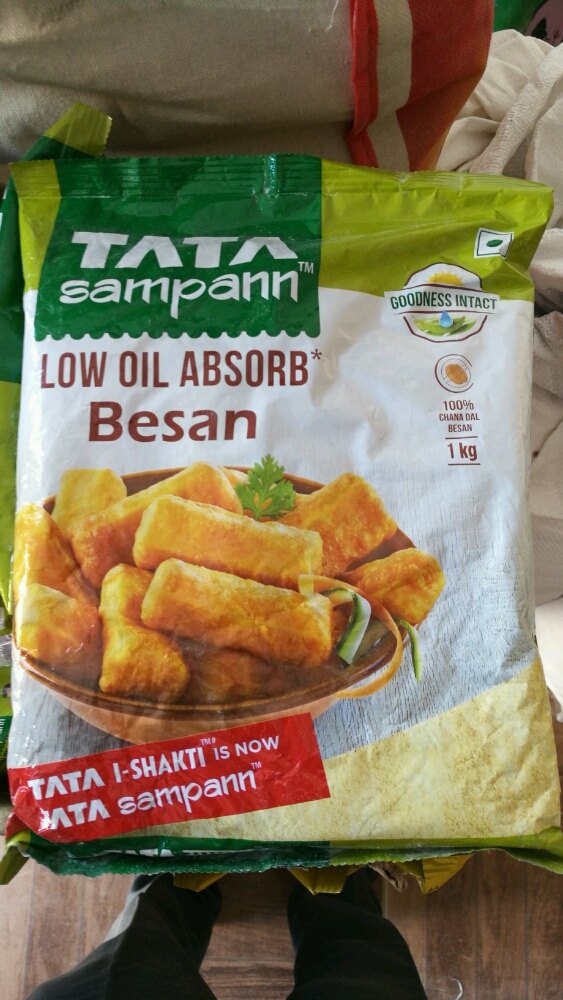 TATA
sampann™
GOODNESS INTACT
LOW OIL ABSORB*
Besan
100%
CHANA DAL
BESAN
1 kg
TATA I-SHAKTI™# IS NOW
TATA sampann™
TATA